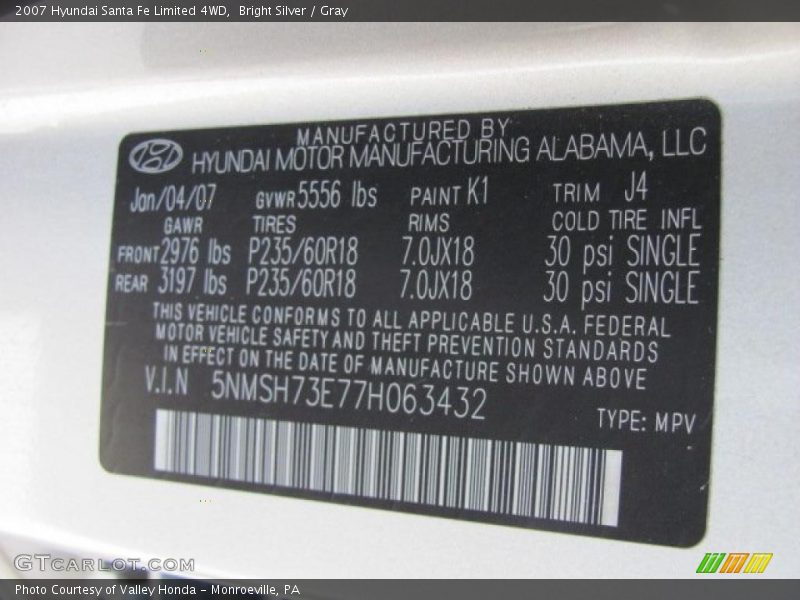 2007 Hyundai Santa Fe Limited 4WD,  Bright Silver / Gray
MANUFACTURED BY
HYUNDAI MOTOR MANUFACTURING ALABAMA, LLC
Jan/04/07 GVWR 5556 lbs PAINT K1 TRIM J4
GAWR TIRES RIMS COLD TIRE INFL
FRONT 2976 lbs P235/60R18 7.0JX18 30 psi SINGLE
REAR 3197 lbs P235/60R18 7.0JX18 30 psi SINGLE
THIS VEHICLE CONFORMS TO ALL APPLICABLE U.S.A. FEDERAL
MOTOR VEHICLE SAFETY AND THEFT PREVENTION STANDARDS
IN EFFECT ON THE DATE OF MANUFACTURE SHOWN ABOVE
V.I.N 5NMSH73E77H063432
TYPE: MPV
GTCARLOT.COM
Photo Courtesy of Valley Honda - Monroeville, PA